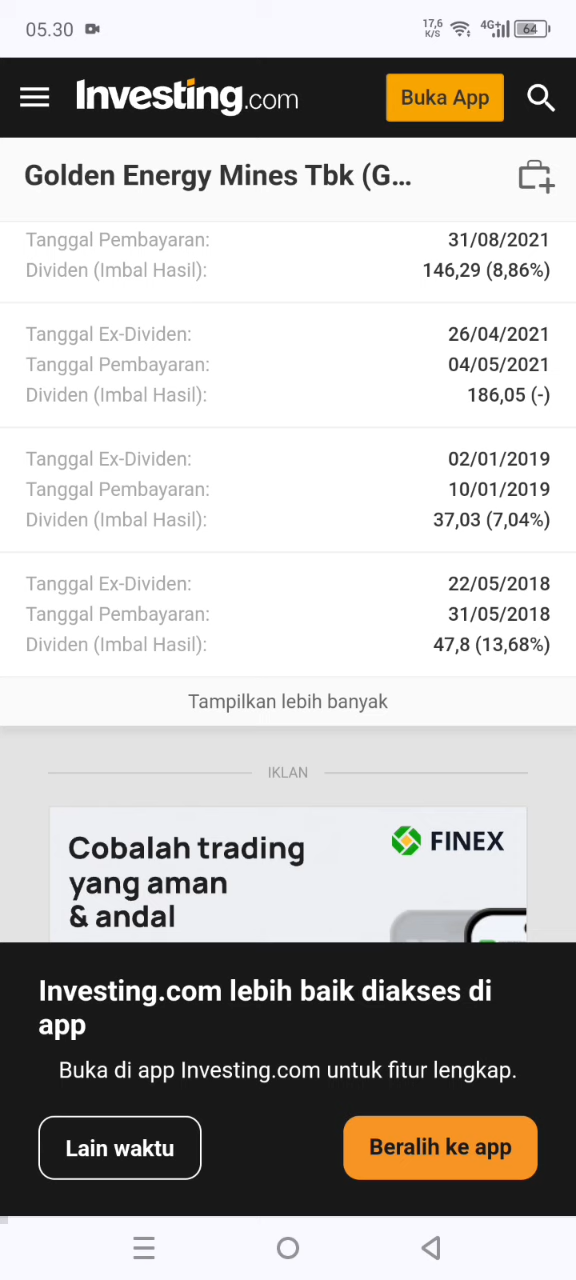 05.30
17,6
K/S
4G+
64
Investing.com
Buka App
Golden Energy Mines Tbk (G...
Tanggal Pembayaran: 31/08/2021
Dividen (Imbal Hasil): 146,29 (8,86%)
Tanggal Ex-Dividen: 26/04/2021
Tanggal Pembayaran: 04/05/2021
Dividen (Imbal Hasil): 186,05 (-)
Tanggal Ex-Dividen: 02/01/2019
Tanggal Pembayaran: 10/01/2019
Dividen (Imbal Hasil): 37,03 (7,04%)
Tanggal Ex-Dividen: 22/05/2018
Tanggal Pembayaran: 31/05/2018
Dividen (Imbal Hasil): 47,8 (13,68%)
Tampilkan lebih banyak
IKLAN
Cobalah trading
yang aman
& andal
FINEX
Investing.com lebih baik diakses di
app
Buka di app Investing.com untuk fitur lengkap.
Lain waktu
Beralih ke app